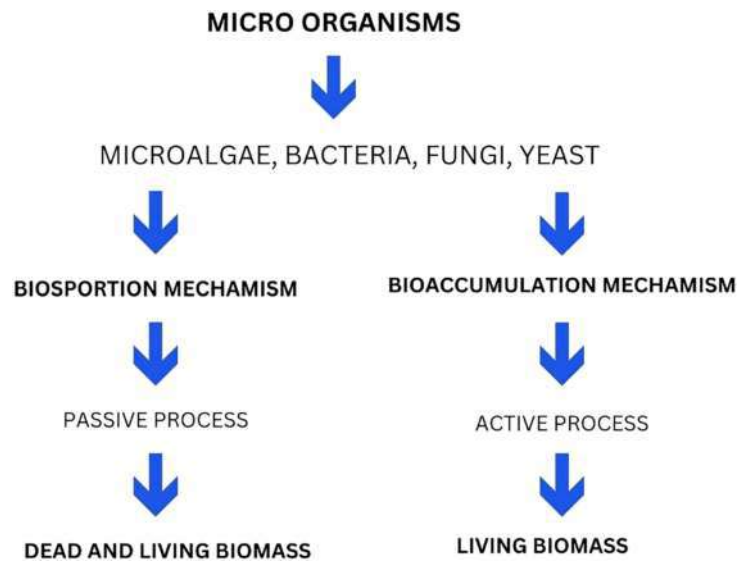 MICRO ORGANISMS
MICROALGAE, BACTERIA, FUNGI, YEAST
BIOSPORTION MECHAMISM
BIOACCUMULATION MECHAMISM
PASSIVE PROCESS
ACTIVE PROCESS
DEAD AND LIVING BIOMASS
LIVING BIOMASS